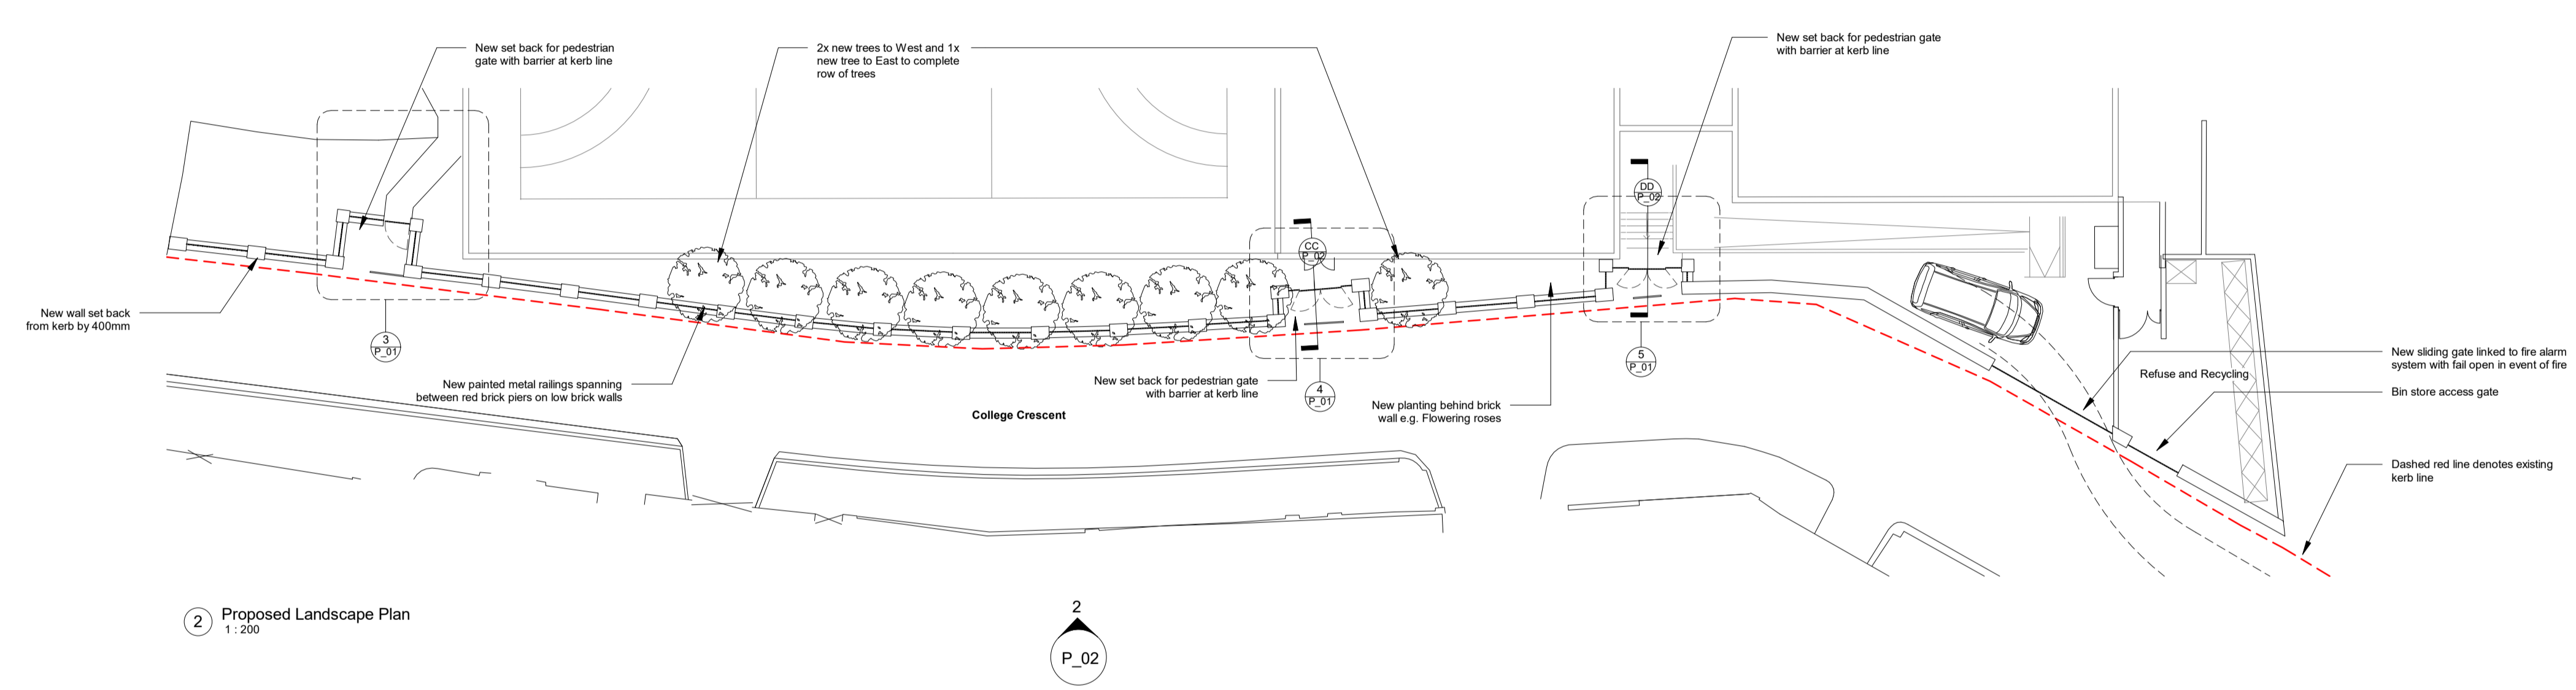 New set back for pedestrian
gate with barrier at kerb line
2x new trees to West and 1x
new tree to East to complete
row of trees
New set back for pedestrian gate
with barrier at kerb line
DD
P_02
CC
P_02
New wall set back
from kerb by 400mm
3
P_01
New painted metal railings spanning
between red brick piers on low brick walls
New set back for pedestrian gate
with barrier at kerb line
4
P_01
5
P_01
College Crescent
New planting behind brick
wall e.g. Flowering roses
New sliding gate linked to fire alarm
system with fail open in event of fire
Refuse and Recycling
Bin store access gate
Dashed red line denotes existing
kerb line
2
Proposed Landscape Plan
1 : 200
2
P_02